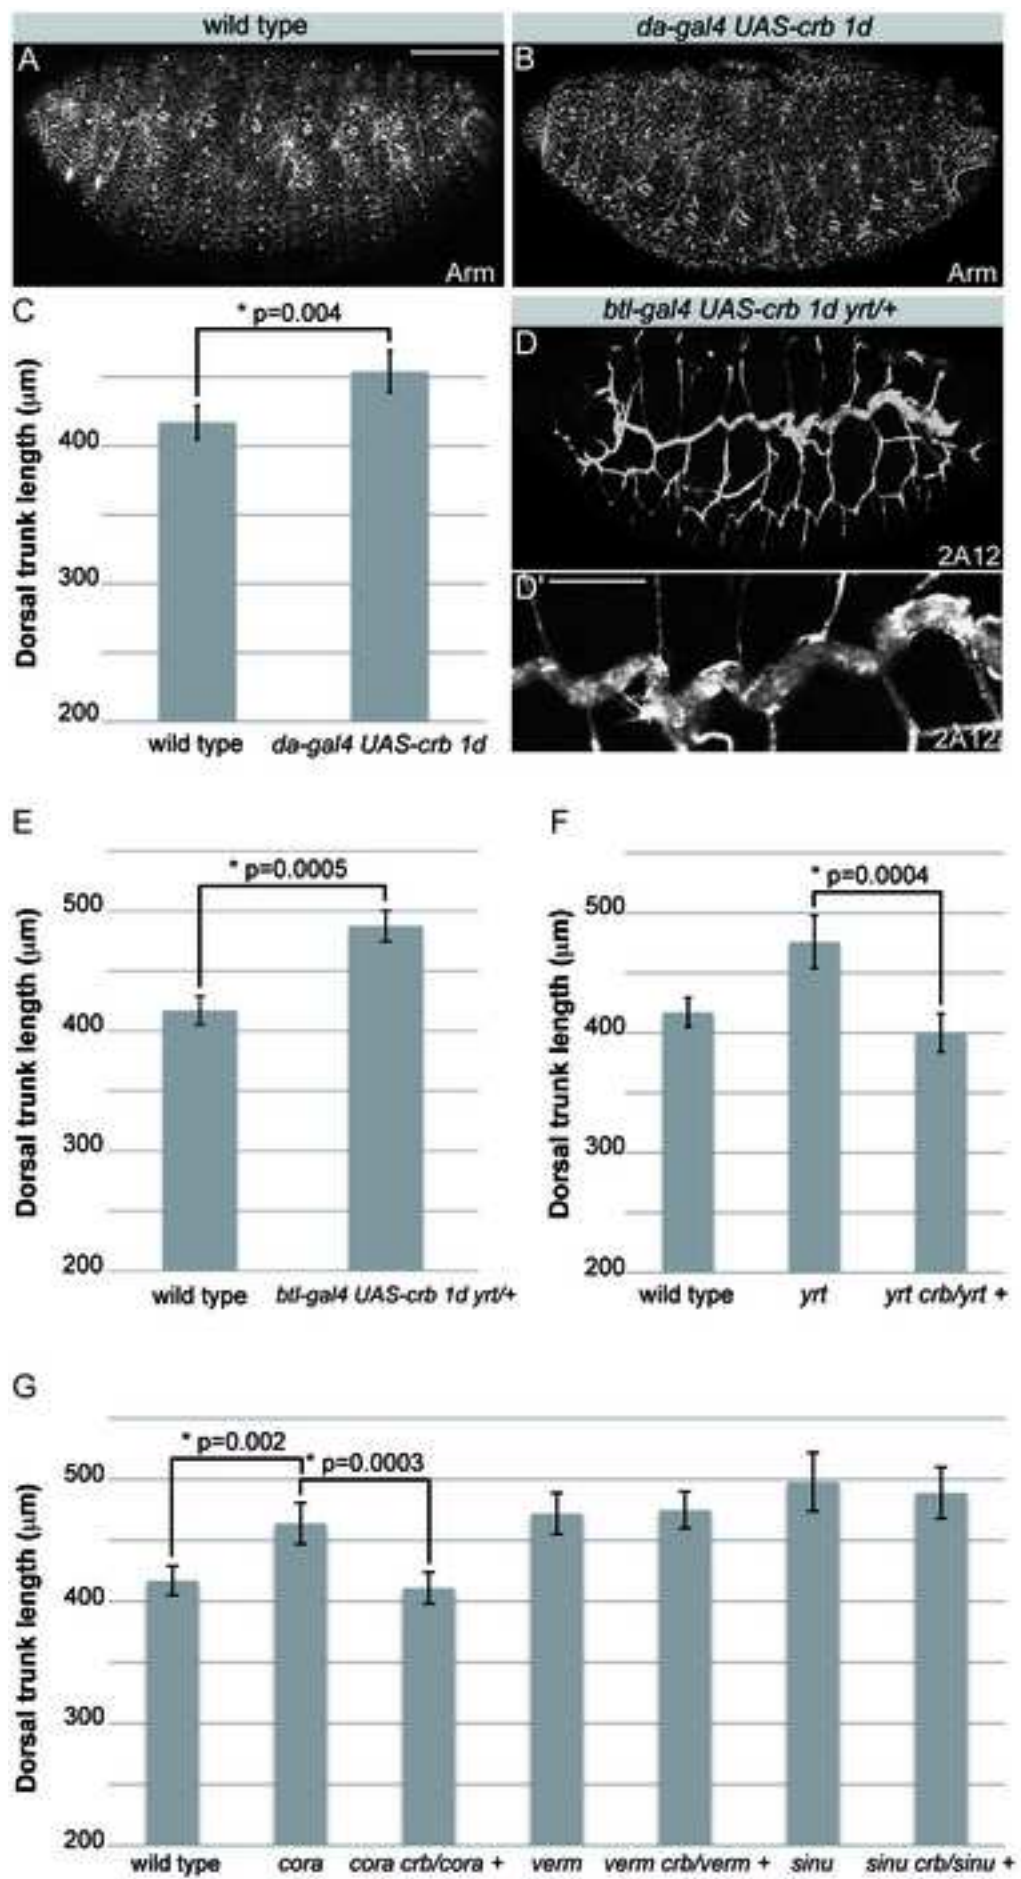 wild type
da-gal4 UAS-crb 1d
A
B
Arm
Arm
C
* p=0.004
Dorsal trunk length (μm)
400
300
200
wild type
da-gal4 UAS-crb 1d
btl-gal4 UAS-crb 1d yrt/+
D
2A12
D'
2A12
E
* p=0.0005
Dorsal trunk length (μm)
500
400
300
200
wild type
btl-gal4 UAS-crb 1d yrt/+
F
* p=0.0004
Dorsal trunk length (μm)
500
400
300
200
wild type
yrt
yrt crb/yrt +
G
* p=0.002
* p=0.0003
Dorsal trunk length (μm)
500
400
300
200
wild type
cora
cora crb/cora +
verm
verm crb/verm +
sinu
sinu crb/sinu +